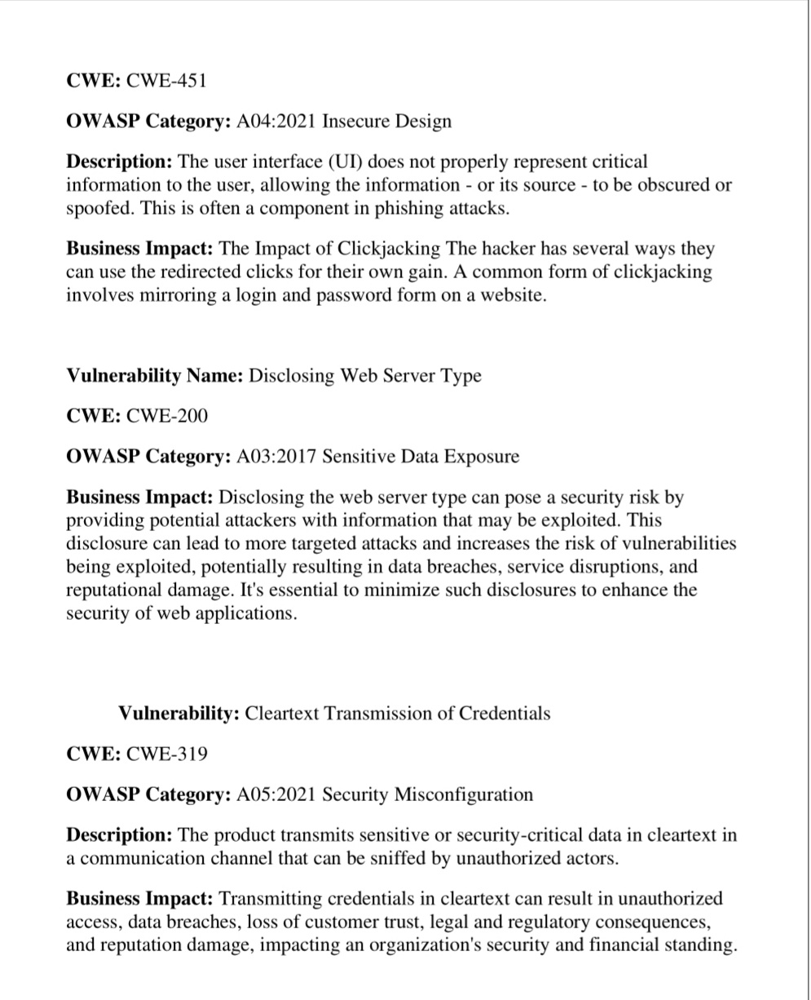 CWE: CWE-451
OWASP Category: A04:2021 Insecure Design
Description: The user interface (UI) does not properly represent critical
information to the user, allowing the information - or its source - to be obscured or
spoofed. This is often a component in phishing attacks.
Business Impact: The Impact of Clickjacking The hacker has several ways they
can use the redirected clicks for their own gain. A common form of clickjacking
involves mirroring a login and password form on a website.
Vulnerability Name: Disclosing Web Server Type
CWE: CWE-200
OWASP Category: A03:2017 Sensitive Data Exposure
Business Impact: Disclosing the web server type can pose a security risk by
providing potential attackers with information that may be exploited. This
disclosure can lead to more targeted attacks and increases the risk of vulnerabilities
being exploited, potentially resulting in data breaches, service disruptions, and
reputational damage. It's essential to minimize such disclosures to enhance the
security of web applications.
Vulnerability: Cleartext Transmission of Credentials
CWE: CWE-319
OWASP Category: A05:2021 Security Misconfiguration
Description: The product transmits sensitive or security-critical data in cleartext in
a communication channel that can be sniffed by unauthorized actors.
Business Impact: Transmitting credentials in cleartext can result in unauthorized
access, data breaches, loss of customer trust, legal and regulatory consequences,
and reputation damage, impacting an organization's security and financial standing.